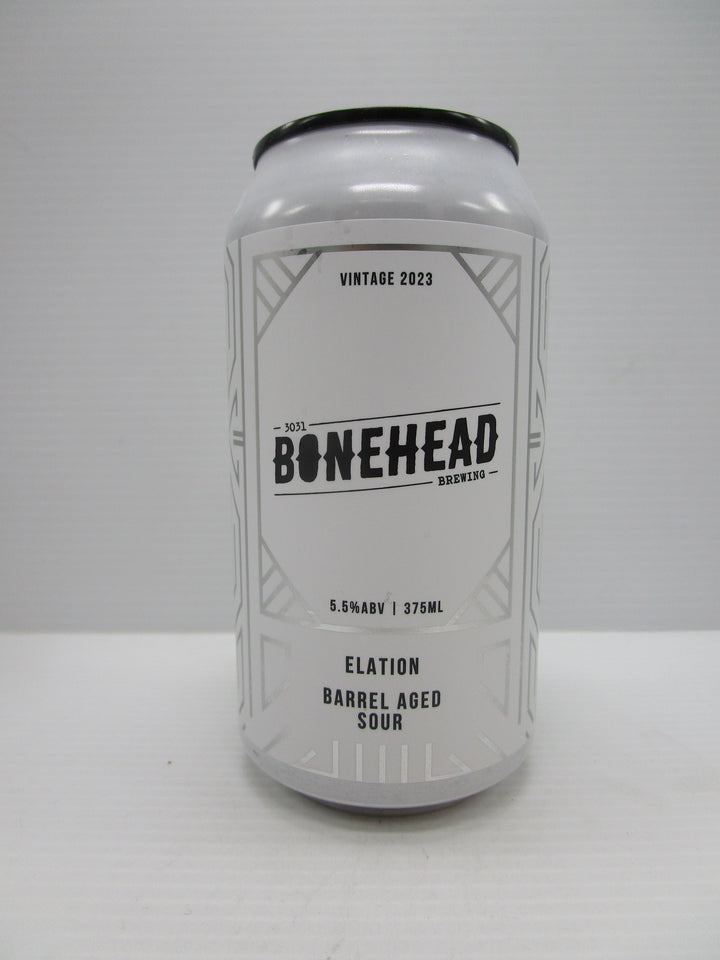 VINTAGE 2023
3031
BONEHEAD
BREWING
5.5%ABV | 375ML
ELATION
BARREL AGED
SOUR